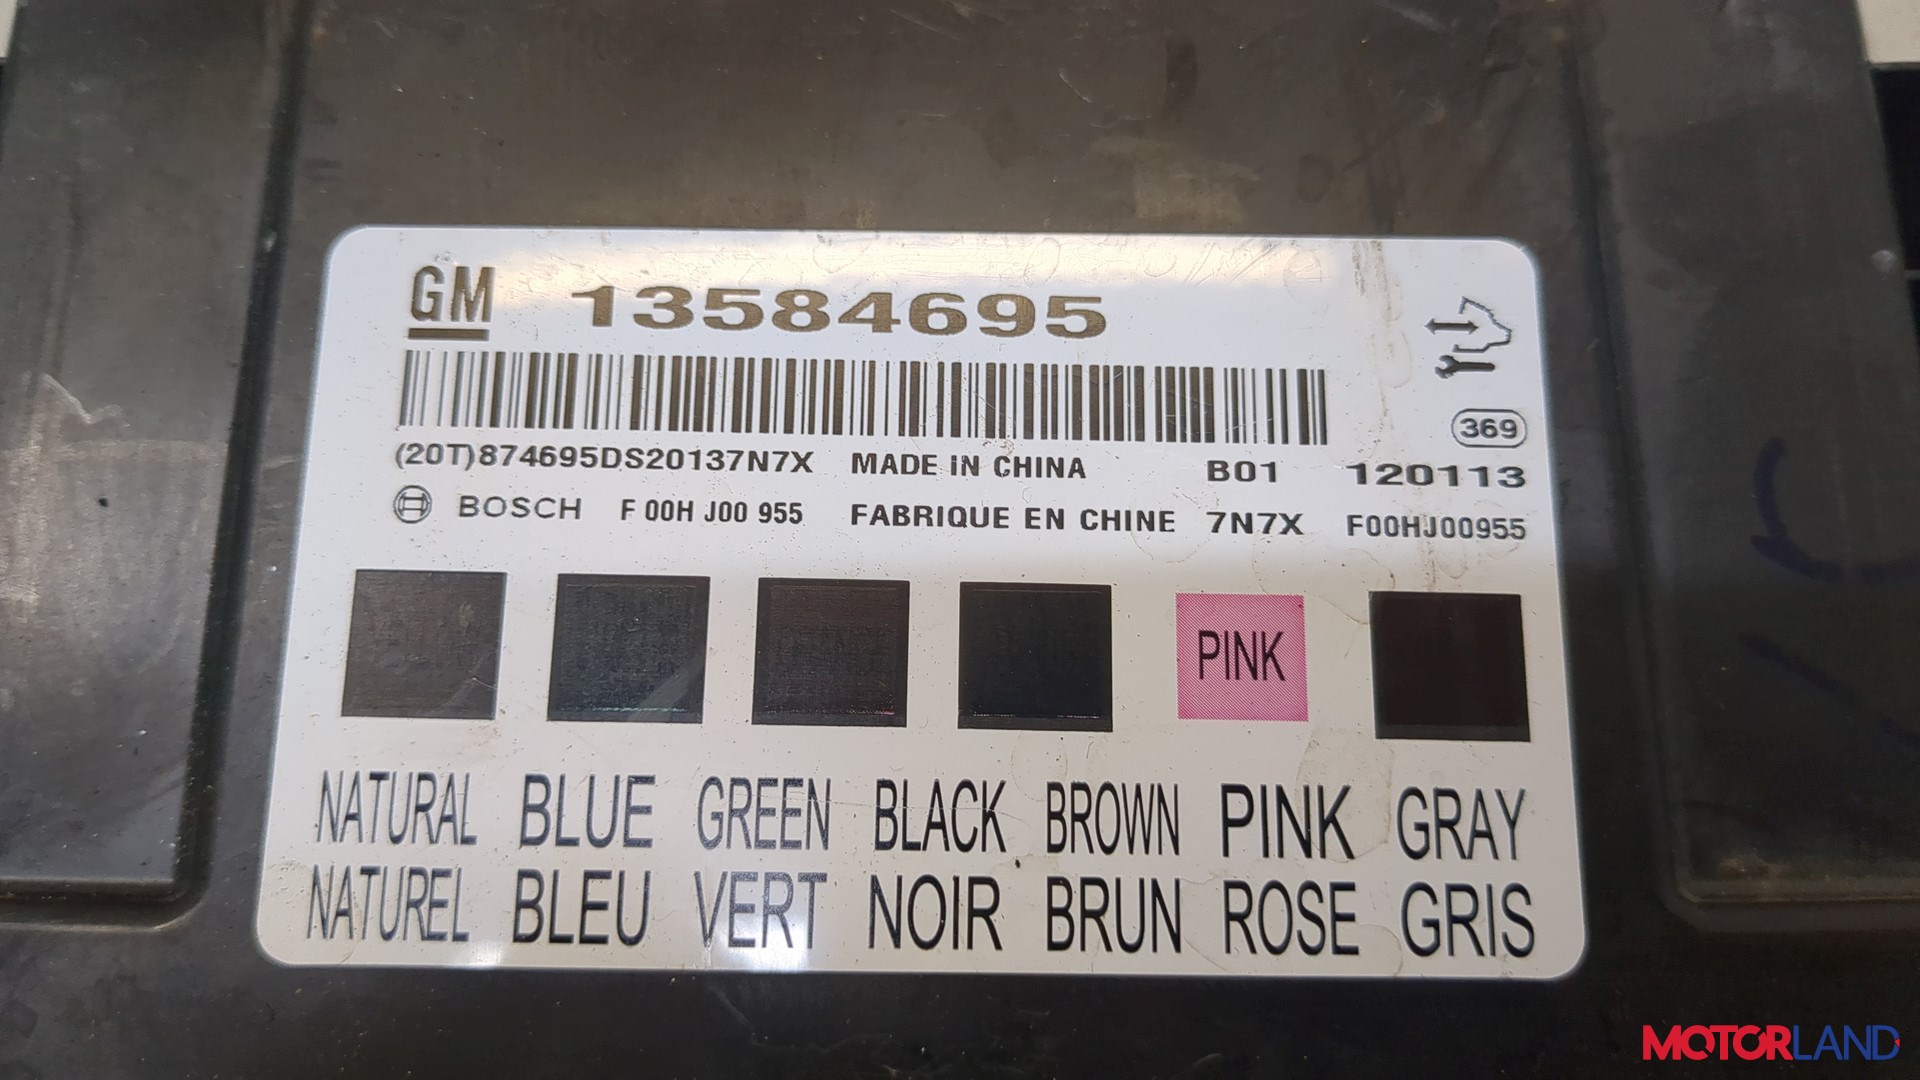 GM 13584695
369
(20T)874695DS20137N7X MADE IN CHINA B01 120113
BOSCH F 00H J00 955 FABRIQUE EN CHINE 7N7X F00HJ00955
PINK
NATURAL BLUE GREEN BLACK BROWN PINK GRAY
NATUREL BLEU VERT NOIR BRUN ROSE GRIS
MOTORLAND